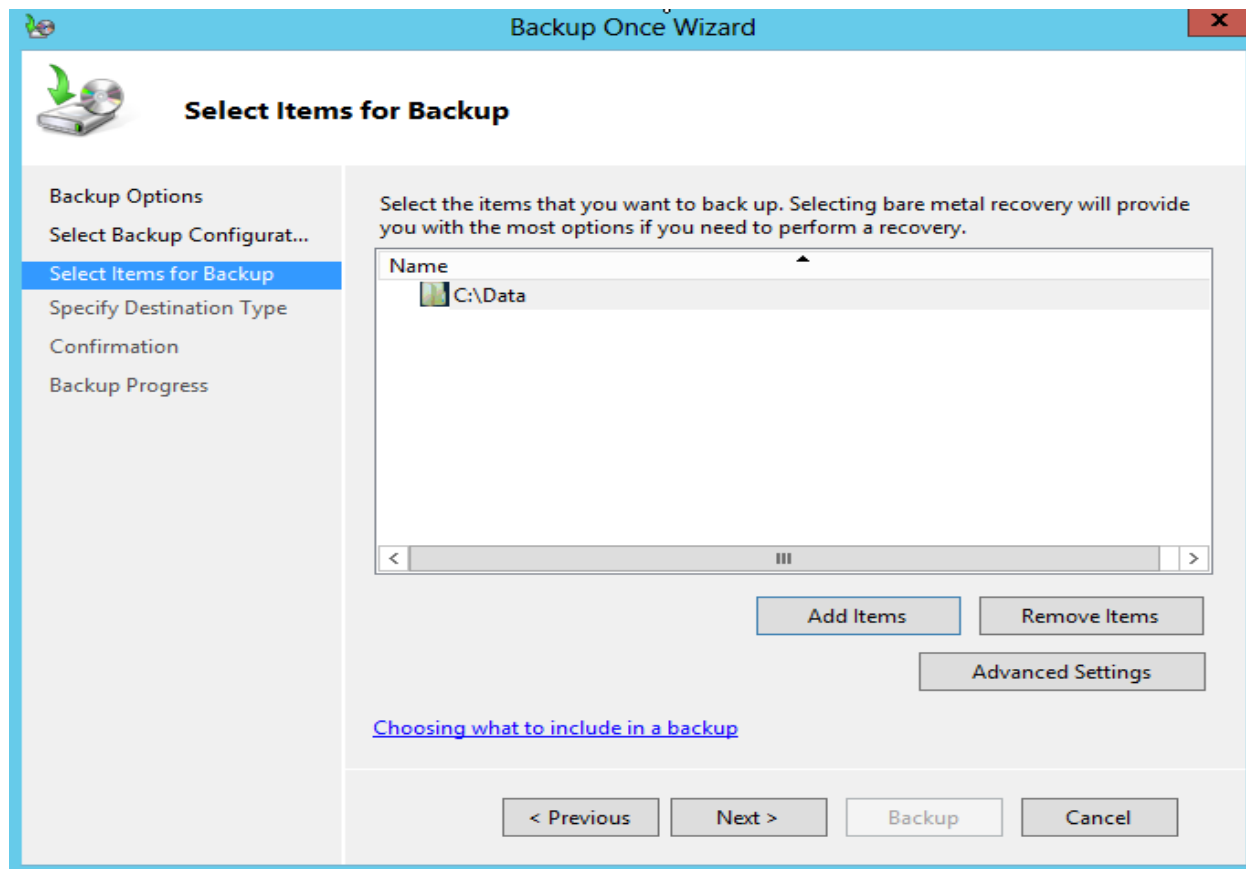 Backup Once Wizard
x
Select Items for Backup
Backup Options
Select Backup Configurat...
Select Items for Backup
Specify Destination Type
Confirmation
Backup Progress
Select the items that you want to back up. Selecting bare metal recovery will provide
you with the most options if you need to perform a recovery.
Name
C:\Data
Add Items
Remove Items
Advanced Settings
Choosing what to include in a backup
< Previous
Next >
Backup
Cancel